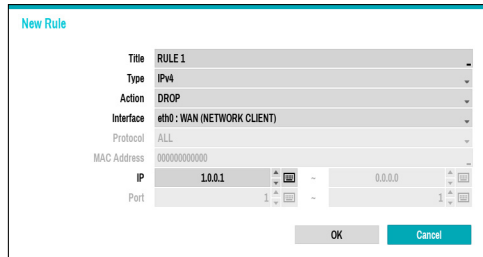 New Rule
Title RULE 1
Type IPv4
Action DROP
Interface eth0 : WAN (NETWORK CLIENT)
Protocol ALL
MAC Address 000000000000
IP 1.0.0.1 ~ 0.0.0.0
Port 1 ~ 1
OK Cancel